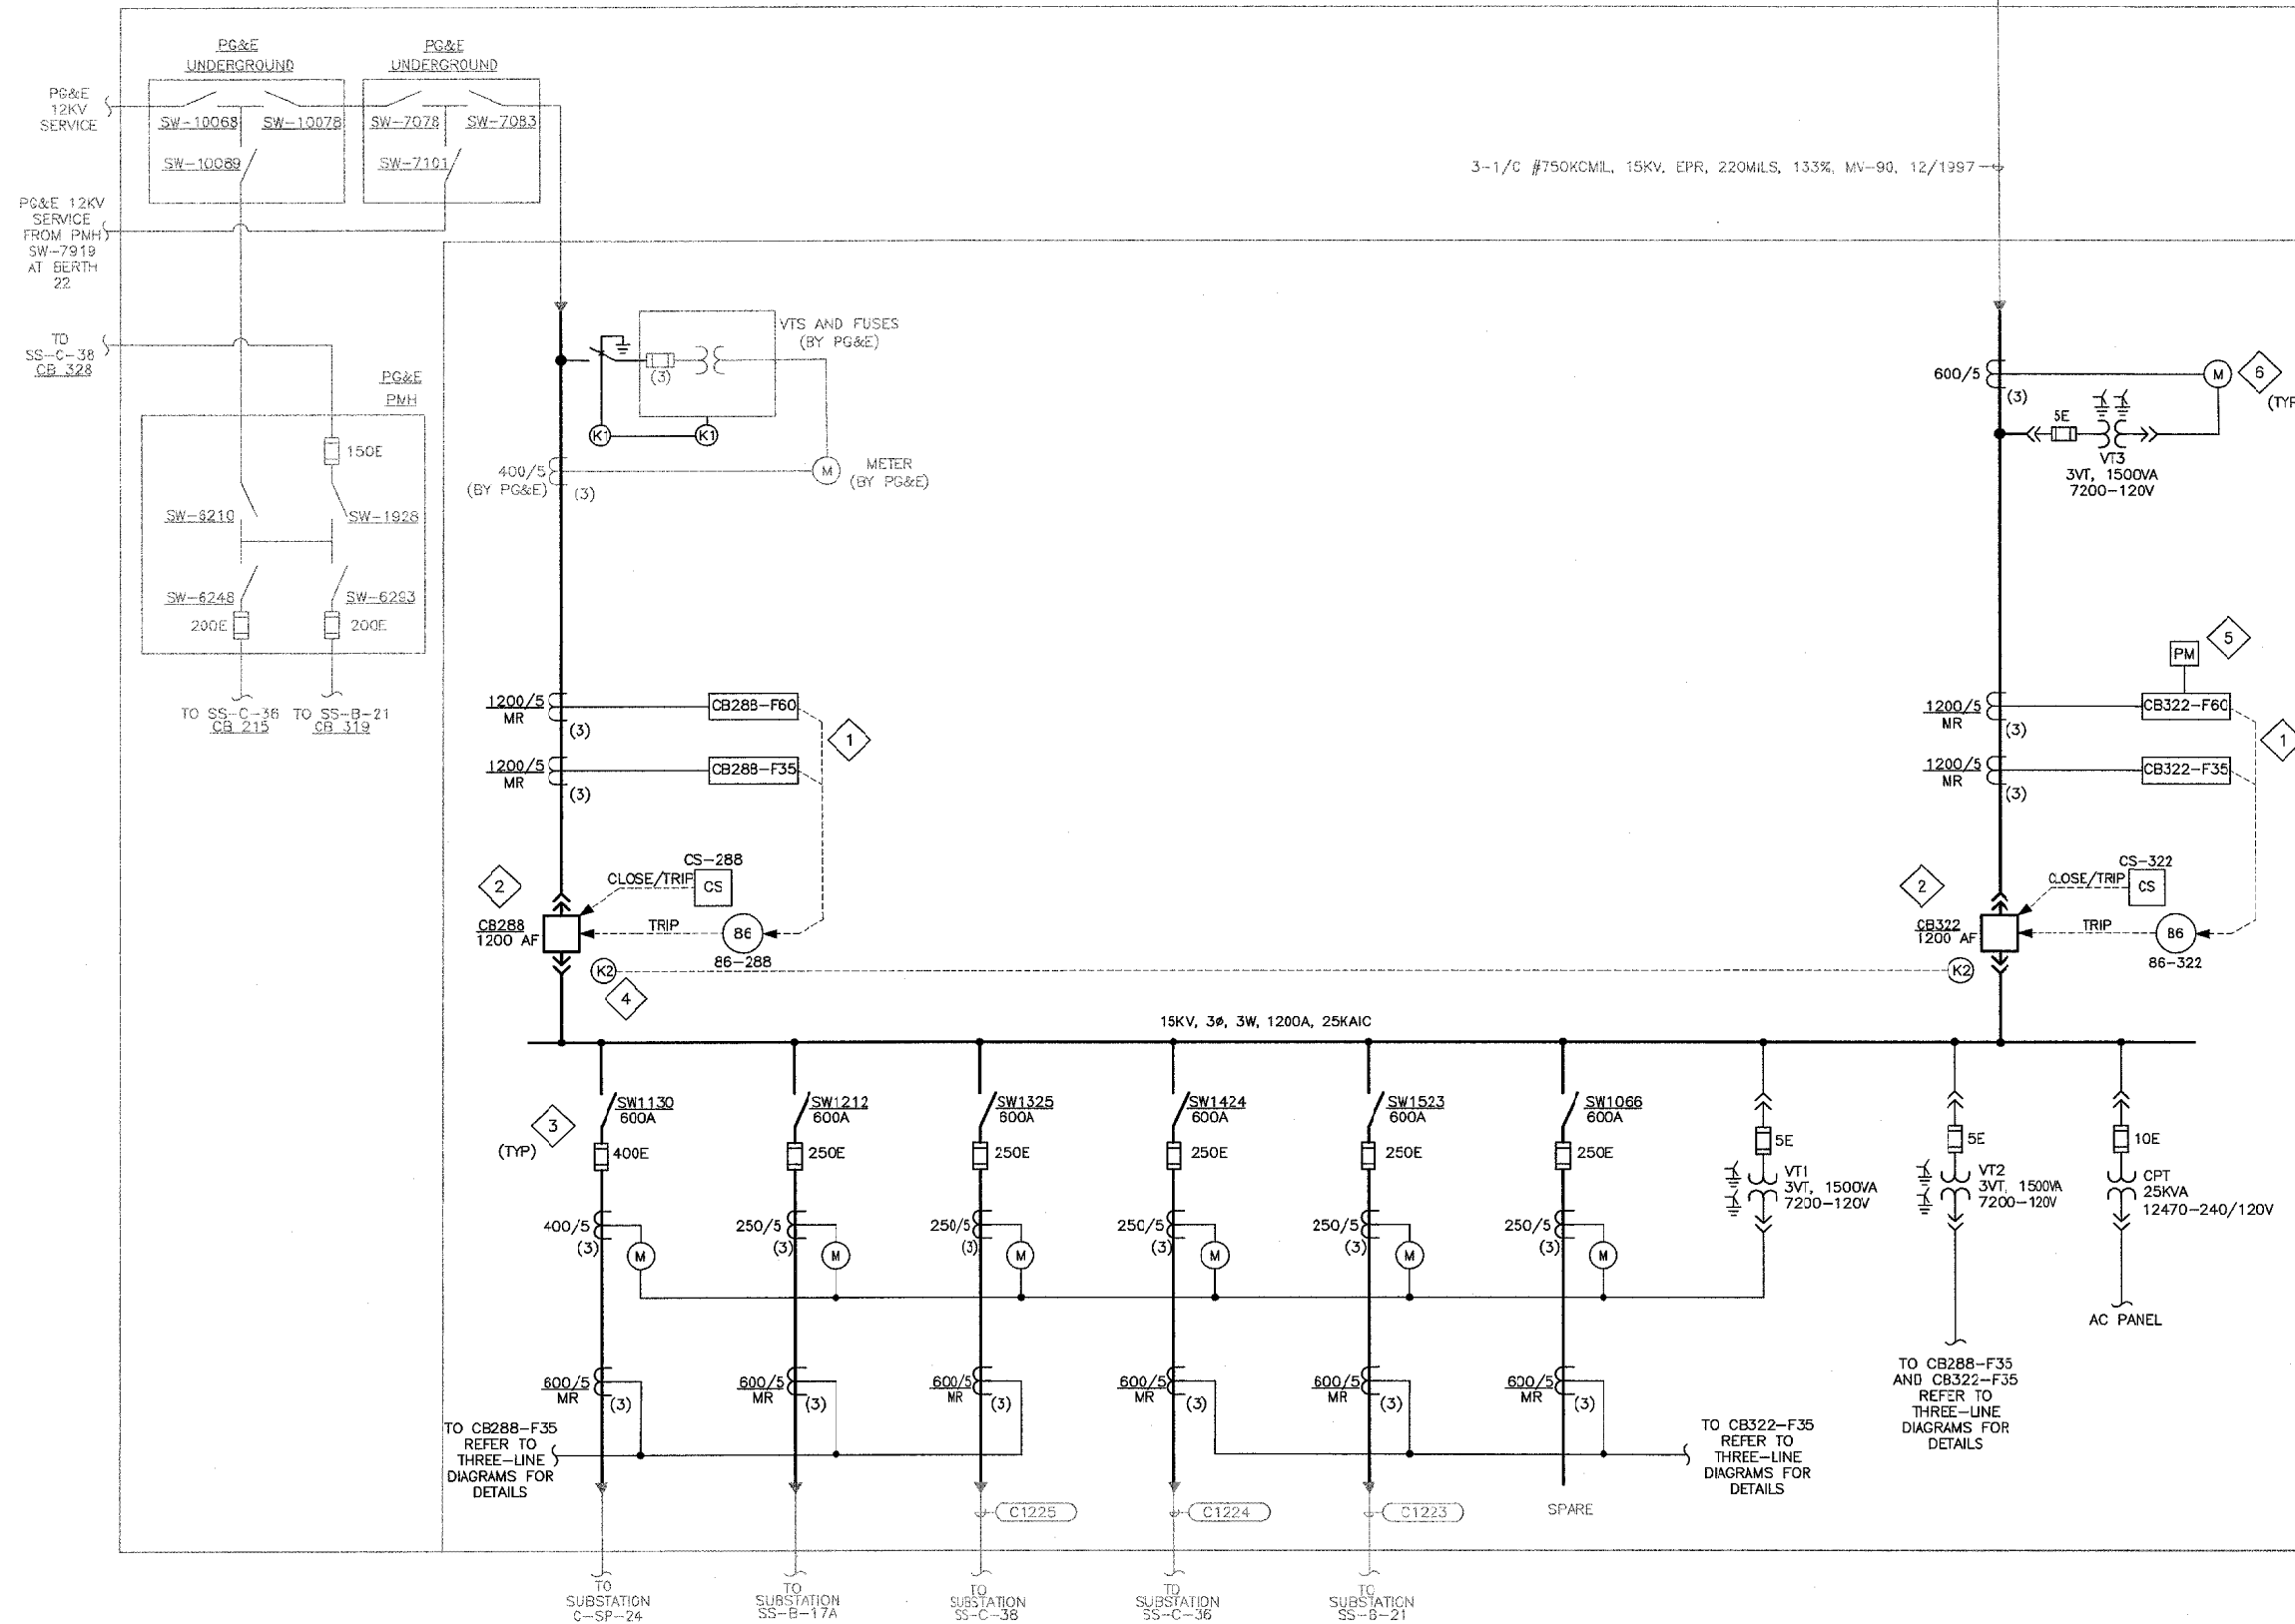 PG&E
UNDERGROUND
PG&E
UNDERGROUND
PG&E
12KV
SERVICE
SW-10068
SW-10078
SW-7078
SW-7083
SW-10089
SW-7101
3-1/C #750KCMIL, 15KV, EPR, 220MILS, 133%, MV-90, 12/1997
PG&E 12KV
SERVICE
FROM PMH
SW-7919
AT BERTH
22
TO
SS-C-38
CB 328
VTS AND FUSES
(BY PG&E)
(3)
K1
K1
PG&E
PMH
150E
SW-6210
SW-1928
SW-6248
SW-6293
200E
200E
TO SS-C-36
CB 215
TO SS-B-21
CB 319
400/5
(BY PG&E)
(3)
M
METER
(BY PG&E)
600/5
(3)
M
6
(TYP
5E
VT3
3VT, 1500VA
7200-120V
1200/5
MR
(3)
CB288-F60
1
1200/5
MR
(3)
CB288-F35
PM
5
1200/5
MR
(3)
CB322-F60
1
1200/5
MR
(3)
CB322-F35
2
CS-288
CLOSE/TRIP
CS
CB288
1200 AF
TRIP
86
86-288
K2
4
2
CS-322
CLOSE/TRIP
CS
CB322
1200 AF
TRIP
86
86-322
K2
15KV, 3ø, 3W, 1200A, 25KAIC
3
(TYP)
SW1130
600A
400E
SW1212
600A
250E
SW1325
600A
250E
SW1424
600A
250E
SW1523
600A
250E
SW1066
600A
250E
5E
VT1
3VT, 1500VA
7200-120V
5E
VT2
3VT, 1500VA
7200-120V
10E
CPT
25KVA
12470-240/120V
400/5
(3)
M
250/5
(3)
M
250/5
(3)
M
250/5
(3)
M
250/5
(3)
M
250/5
(3)
M
AC PANEL
600/5
MR
(3)
600/5
MR
(3)
600/5
MR
(3)
600/5
MR
(3)
600/5
MR
(3)
600/5
MR
(3)
TO CB288-F35
REFER TO
THREE-LINE
DIAGRAMS FOR
DETAILS
TO CB322-F35
REFER TO
THREE-LINE
DIAGRAMS FOR
DETAILS
TO CB288-F35
AND CB322-F35
REFER TO
THREE-LINE
DIAGRAMS FOR
DETAILS
C1225
C1224
C1223
SPARE
TO
SUBSTATION
C-SP-24
TO
SUBSTATION
SS-B-17A
TO
SUBSTATION
SS-C-38
TO
SUBSTATION
SS-C-36
TO
SUBSTATION
SS-B-21